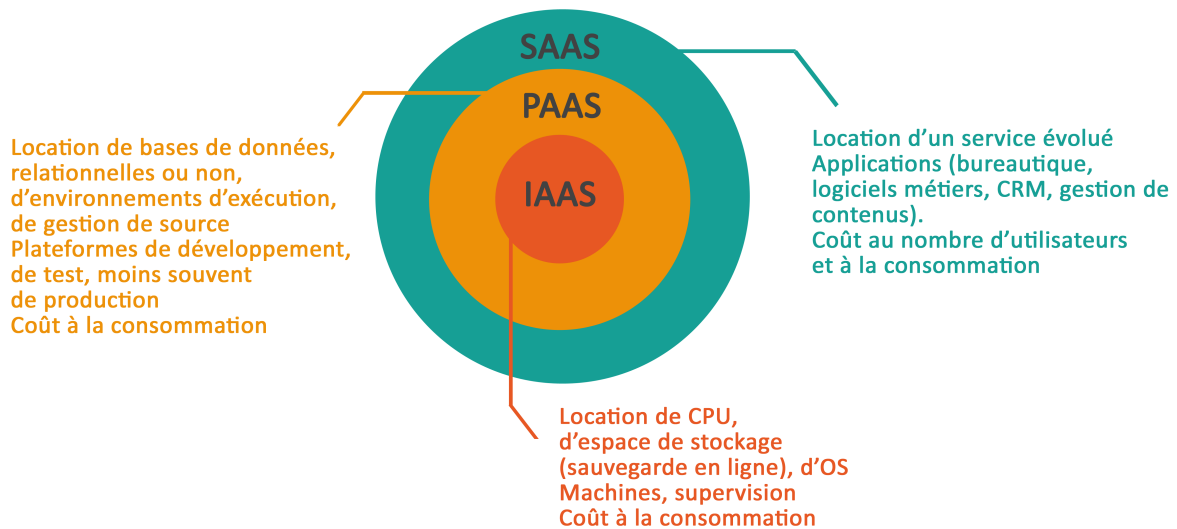 SAAS
PAAS
IAAS
Location de bases de données,
relationnelles ou non,
d’environnements d’exécution,
de gestion de source
Plateformes de développement,
de test, moins souvent
de production
Coût à la consommation
Location d’un service évolué
Applications (bureautique,
logiciels métiers, CRM, gestion de
contenus).
Coût au nombre d’utilisateurs
et à la consommation
Location de CPU,
d’espace de stockage
(sauvegarde en ligne), d’OS
Machines, supervision
Coût à la consommation